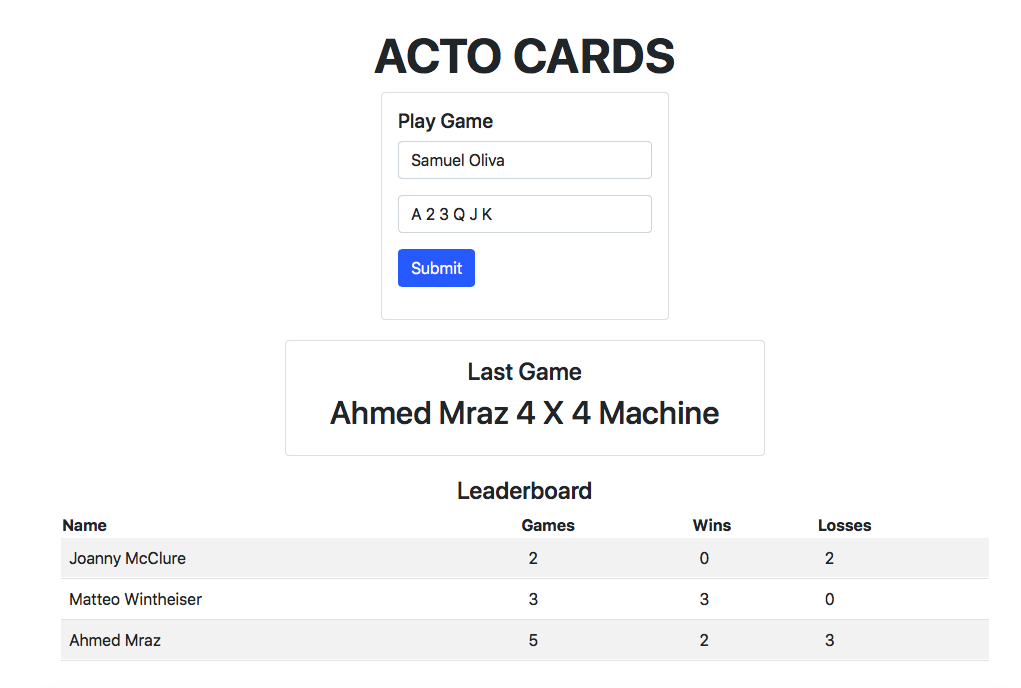 ACTO CARDS
Play Game
Samuel Oliva
A 2 3 Q J K
Submit
Last Game
Ahmed Mraz 4 X 4 Machine
Leaderboard
Name Games Wins Losses
Joanny McClure 2 0 2
Matteo Wintheiser 3 3 0
Ahmed Mraz 5 2 3